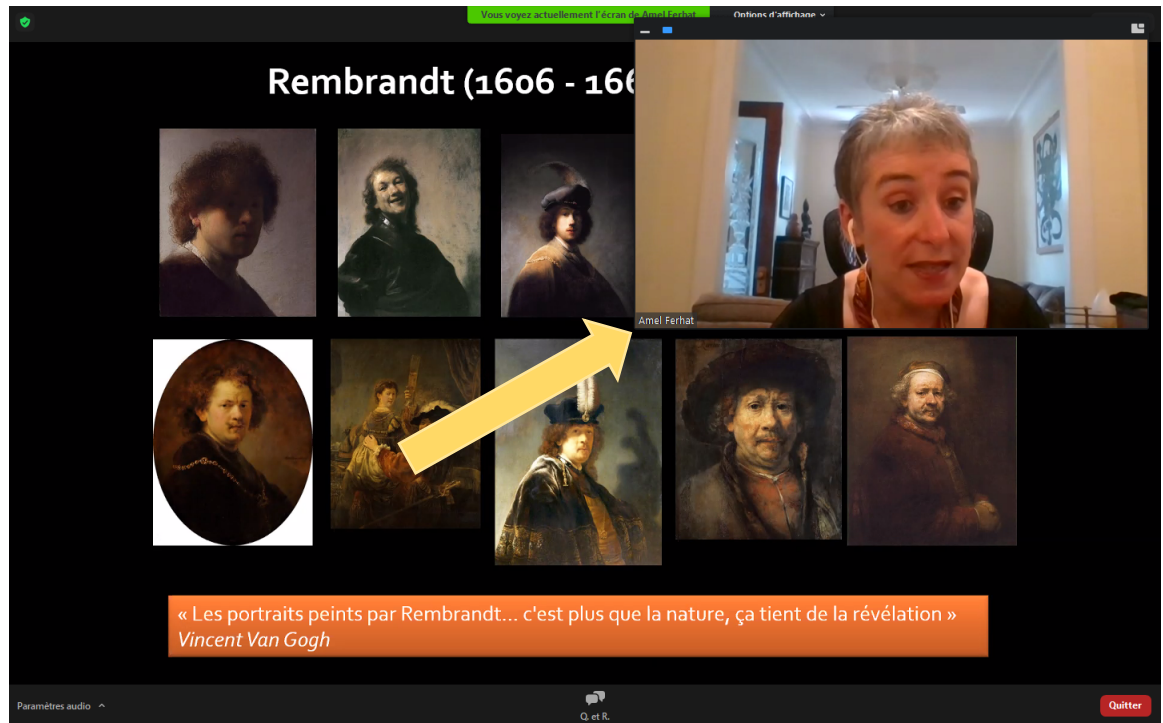 Vous voyez actuellement l'écran de Amel Ferhat
Options d'affichage
Rembrandt (1606 - 166
Amel Ferhat
« Les portraits peints par Rembrandt... c'est plus que la nature, ça tient de la révélation »
Vincent Van Gogh
Paramètres audio
Q. et R.
Quitter